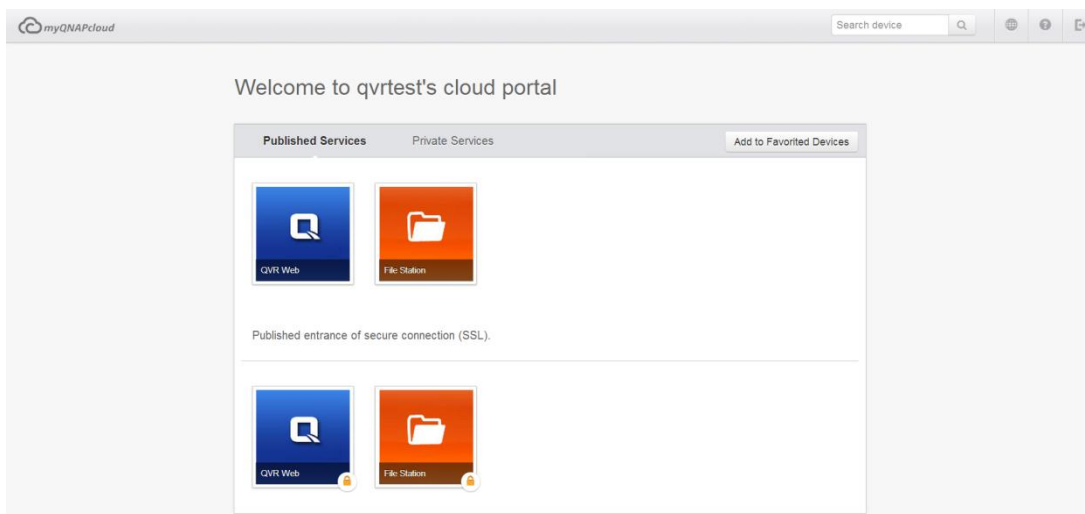 myQNAPcloud
Search device
Welcome to qvrtest's cloud portal
Published Services
Private Services
Add to Favorited Devices
QVR Web
File Station
Published entrance of secure connection (SSL).
QVR Web
File Station